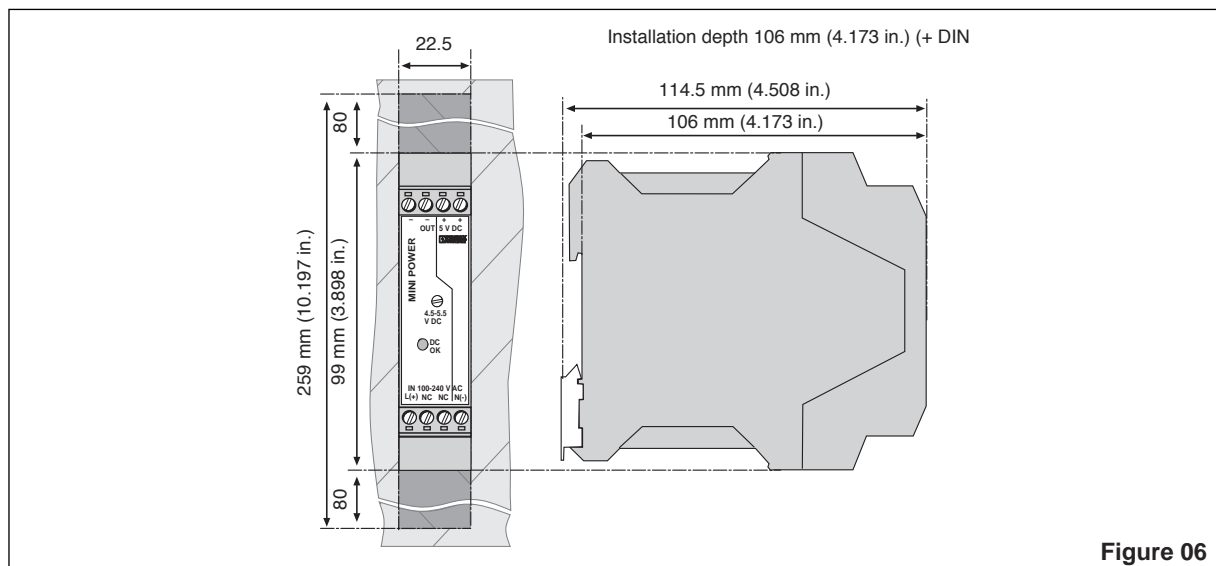 22.5
Installation depth 106 mm (4.173 in.) (+ DIN
114.5 mm (4.508 in.)
106 mm (4.173 in.)
80
259 mm (10.197 in.)
99 mm (3.898 in.)
80
– – + +
OUT 5 V DC
MINI POWER
4.5-5.5
V DC
DC
OK
IN 100-240 V AC
L(+) NC NC N(-)
Figure 06